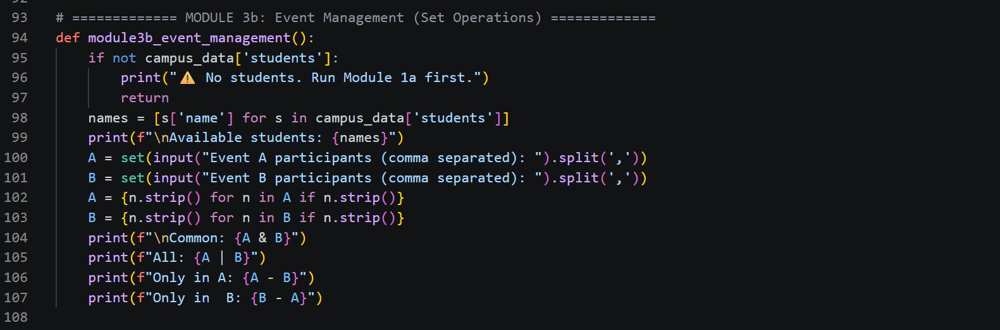 92
93 # ============= MODULE 3b: Event Management (Set Operations) =============
94 def module3b_event_management():
95     if not campus_data['students']:
96         print("⚠️ No students. Run Module 1a first.")
97         return
98     names = [s['name'] for s in campus_data['students']]
99     print(f"\nAvailable students: {names}")
100     A = set(input("Event A participants (comma separated): ").split(','))
101     B = set(input("Event B participants (comma separated): ").split(','))
102     A = {n.strip() for n in A if n.strip()}
103     B = {n.strip() for n in B if n.strip()}
104     print(f"\nCommon: {A & B}")
105     print(f"All: {A | B}")
106     print(f"Only in A: {A - B}")
107     print(f"Only in  B: {B - A}")
108